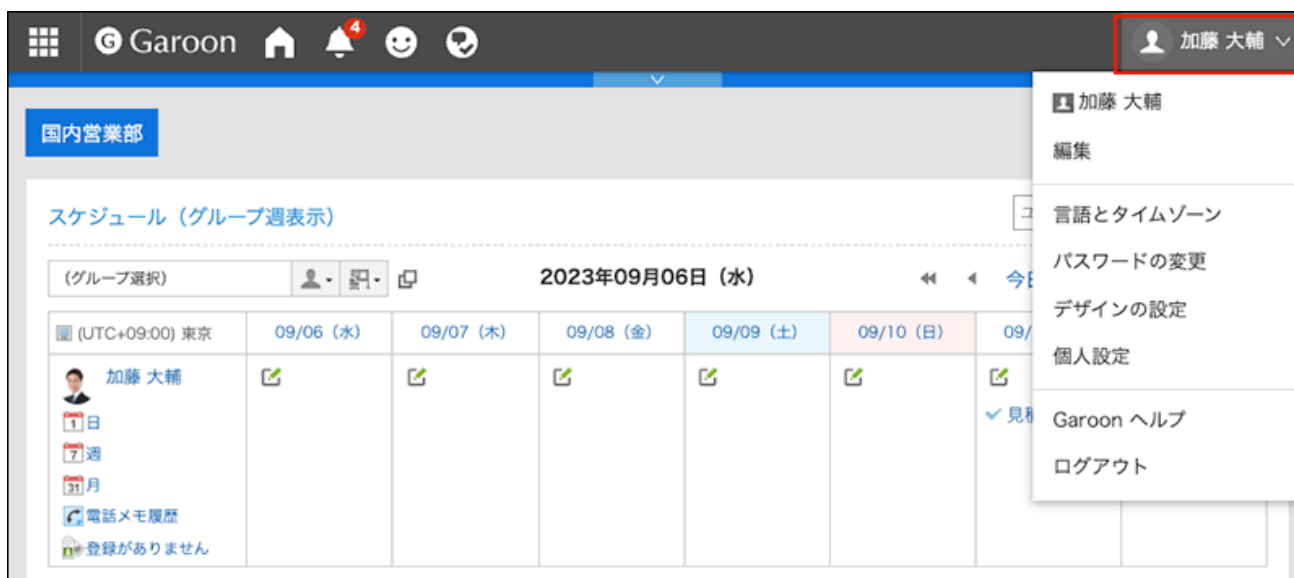 G Garoon 4 加藤 大輔
加藤 大輔
編集
言語とタイムゾーン
パスワードの変更
デザインの設定
個人設定
Garoon ヘルプ
ログアウト
国内営業部
スケジュール（グループ週表示）
(グループ選択) 2023年09月06日（水） 今日
(UTC+09:00) 東京 09/06（水） 09/07（木） 09/08（金） 09/09（土） 09/10（日） 09/
加藤 大輔
見積
1 日
7 週
31 月
電話メモ履歴
登録がありません